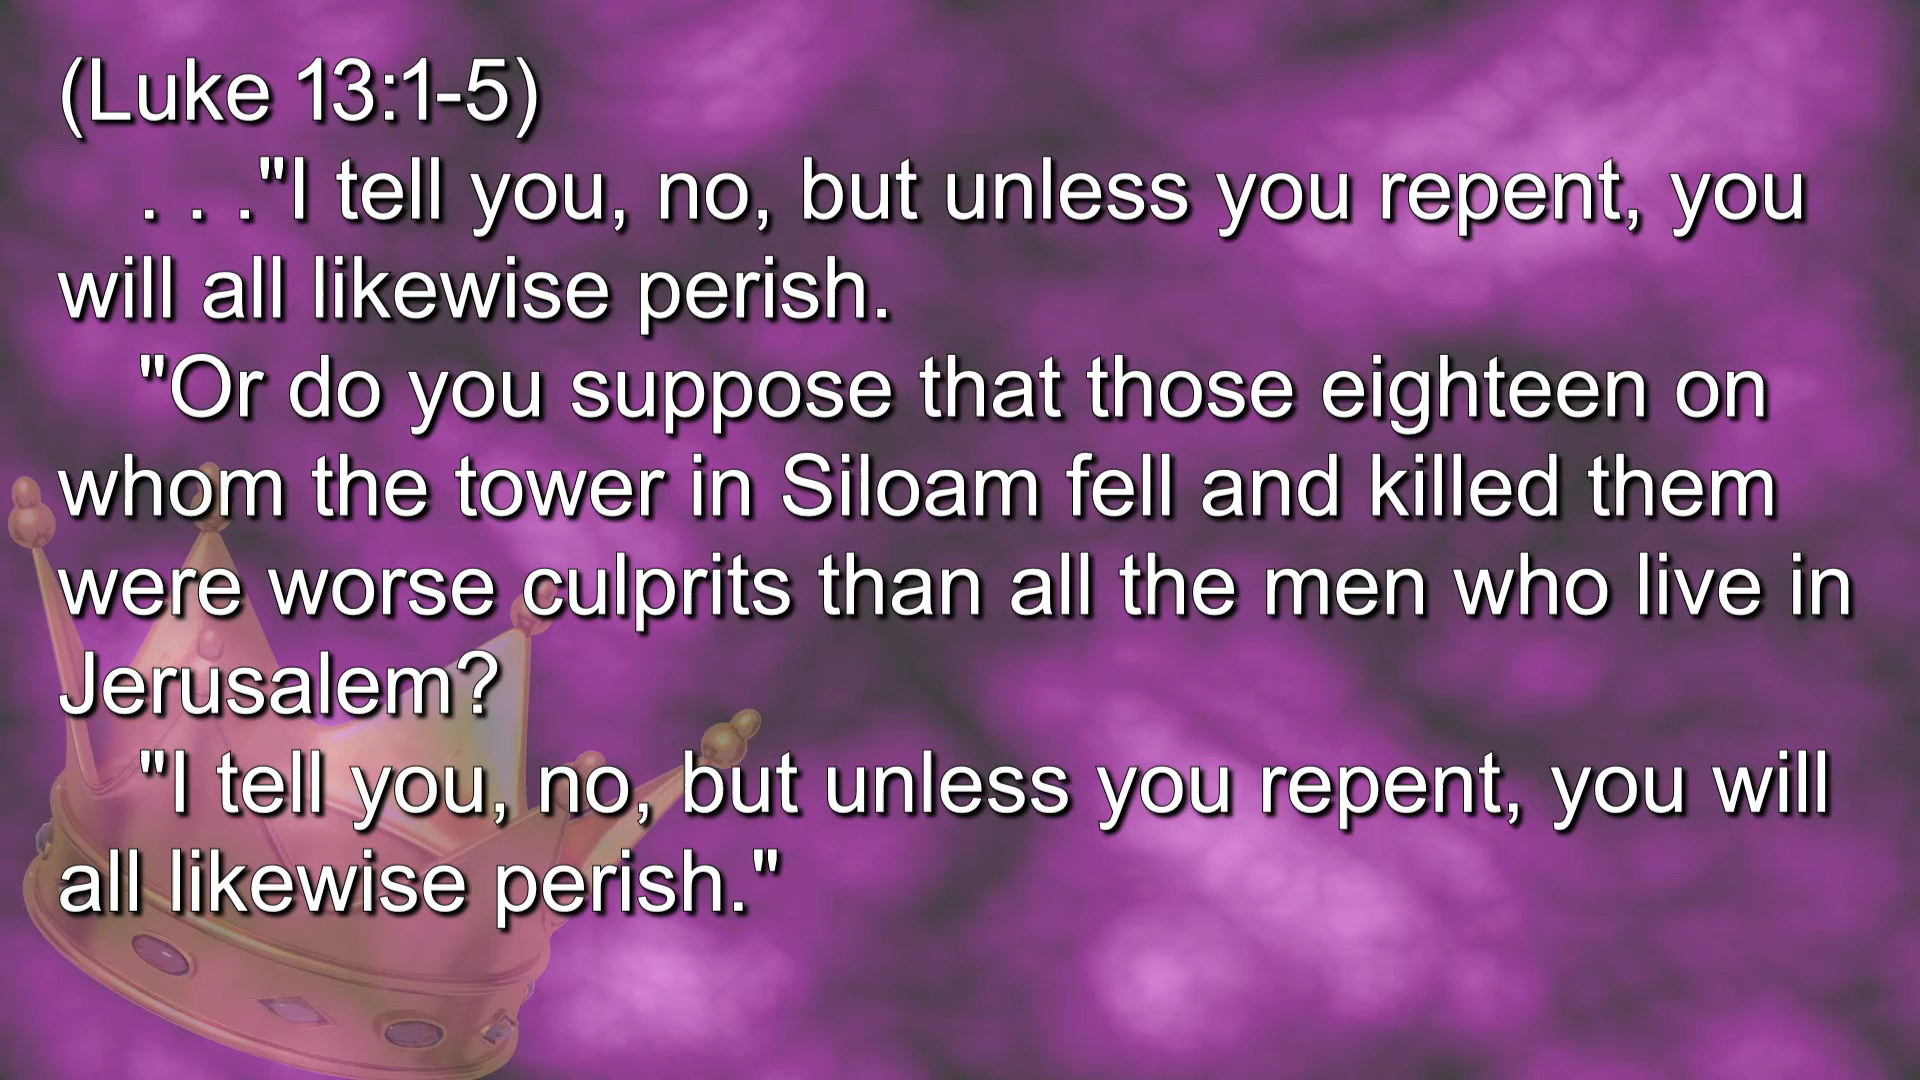 (Luke 13:1-5)
. . ."I tell you, no, but unless you repent, you
will all likewise perish.
"Or do you suppose that those eighteen on
whom the tower in Siloam fell and killed them
were worse culprits than all the men who live in
Jerusalem?
"I tell you, no, but unless you repent, you will
all likewise perish."